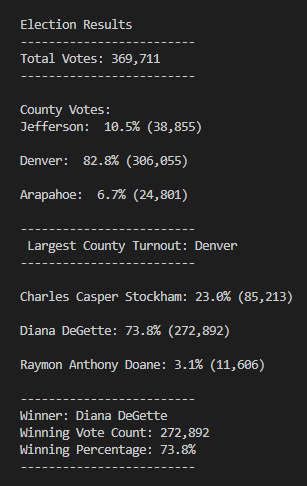 Election Results
-------------------------
Total Votes: 369,711
-------------------------
County Votes:
Jefferson:  10.5% (38,855)
Denver:  82.8% (306,055)
Arapahoe:  6.7% (24,801)
-------------------------
 Largest County Turnout: Denver
-------------------------
Charles Casper Stockham: 23.0% (85,213)
Diana DeGette: 73.8% (272,892)
Raymon Anthony Doane: 3.1% (11,606)
-------------------------
Winner: Diana DeGette
Winning Vote Count: 272,892
Winning Percentage: 73.8%
-------------------------